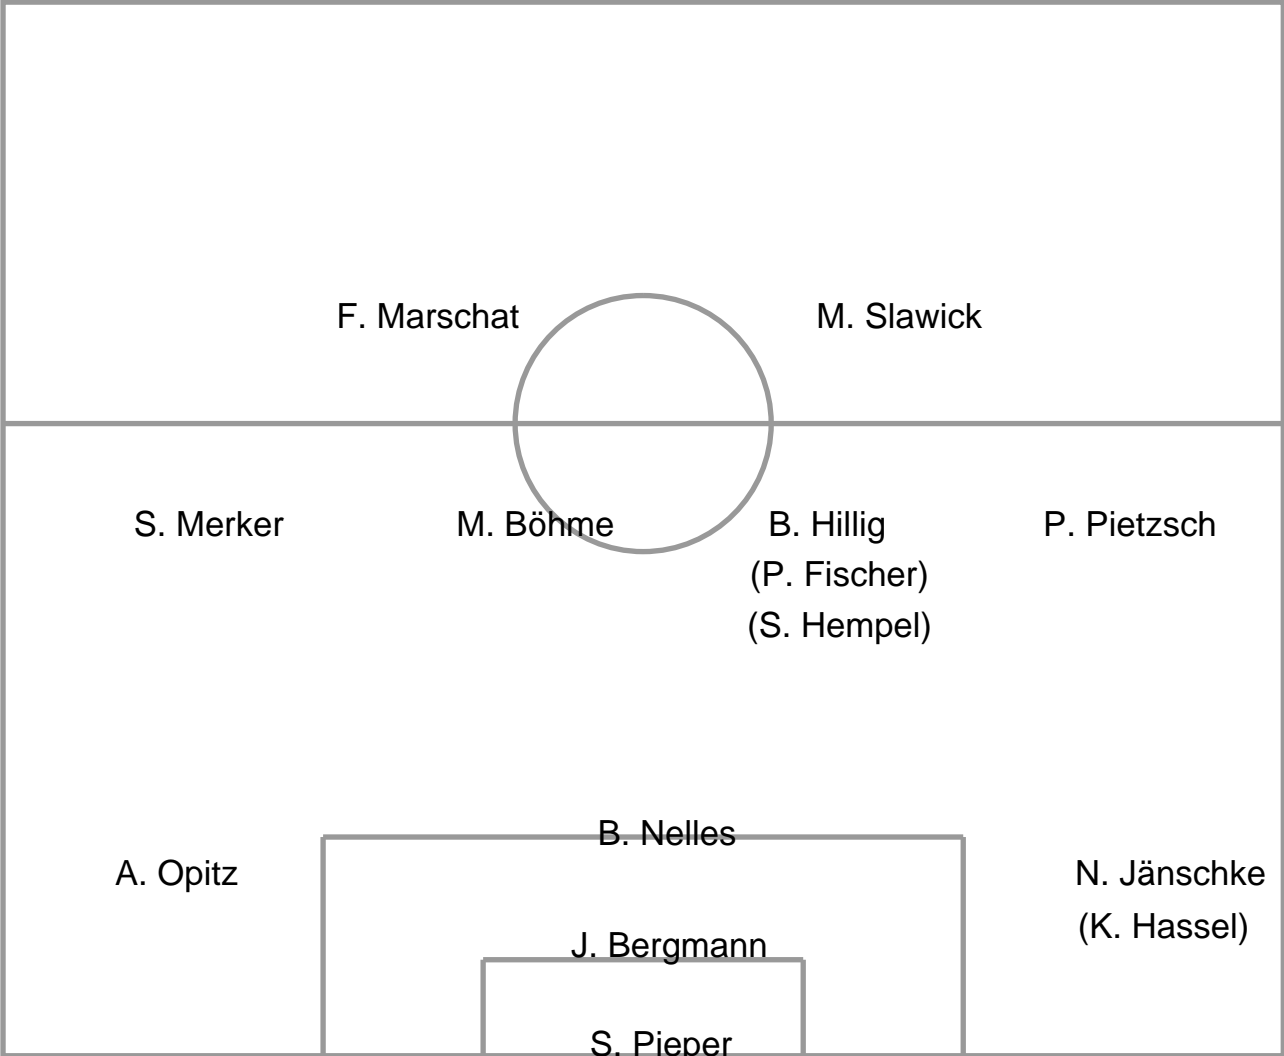 F. Marschat M. Slawick
S. Merker M. Böhme B. Hillig P. Pietzsch
(P. Fischer)
(S. Hempel)
B. Nelles
A. Opitz N. Jänschke
(K. Hassel)
J. Bergmann
S. Pieper